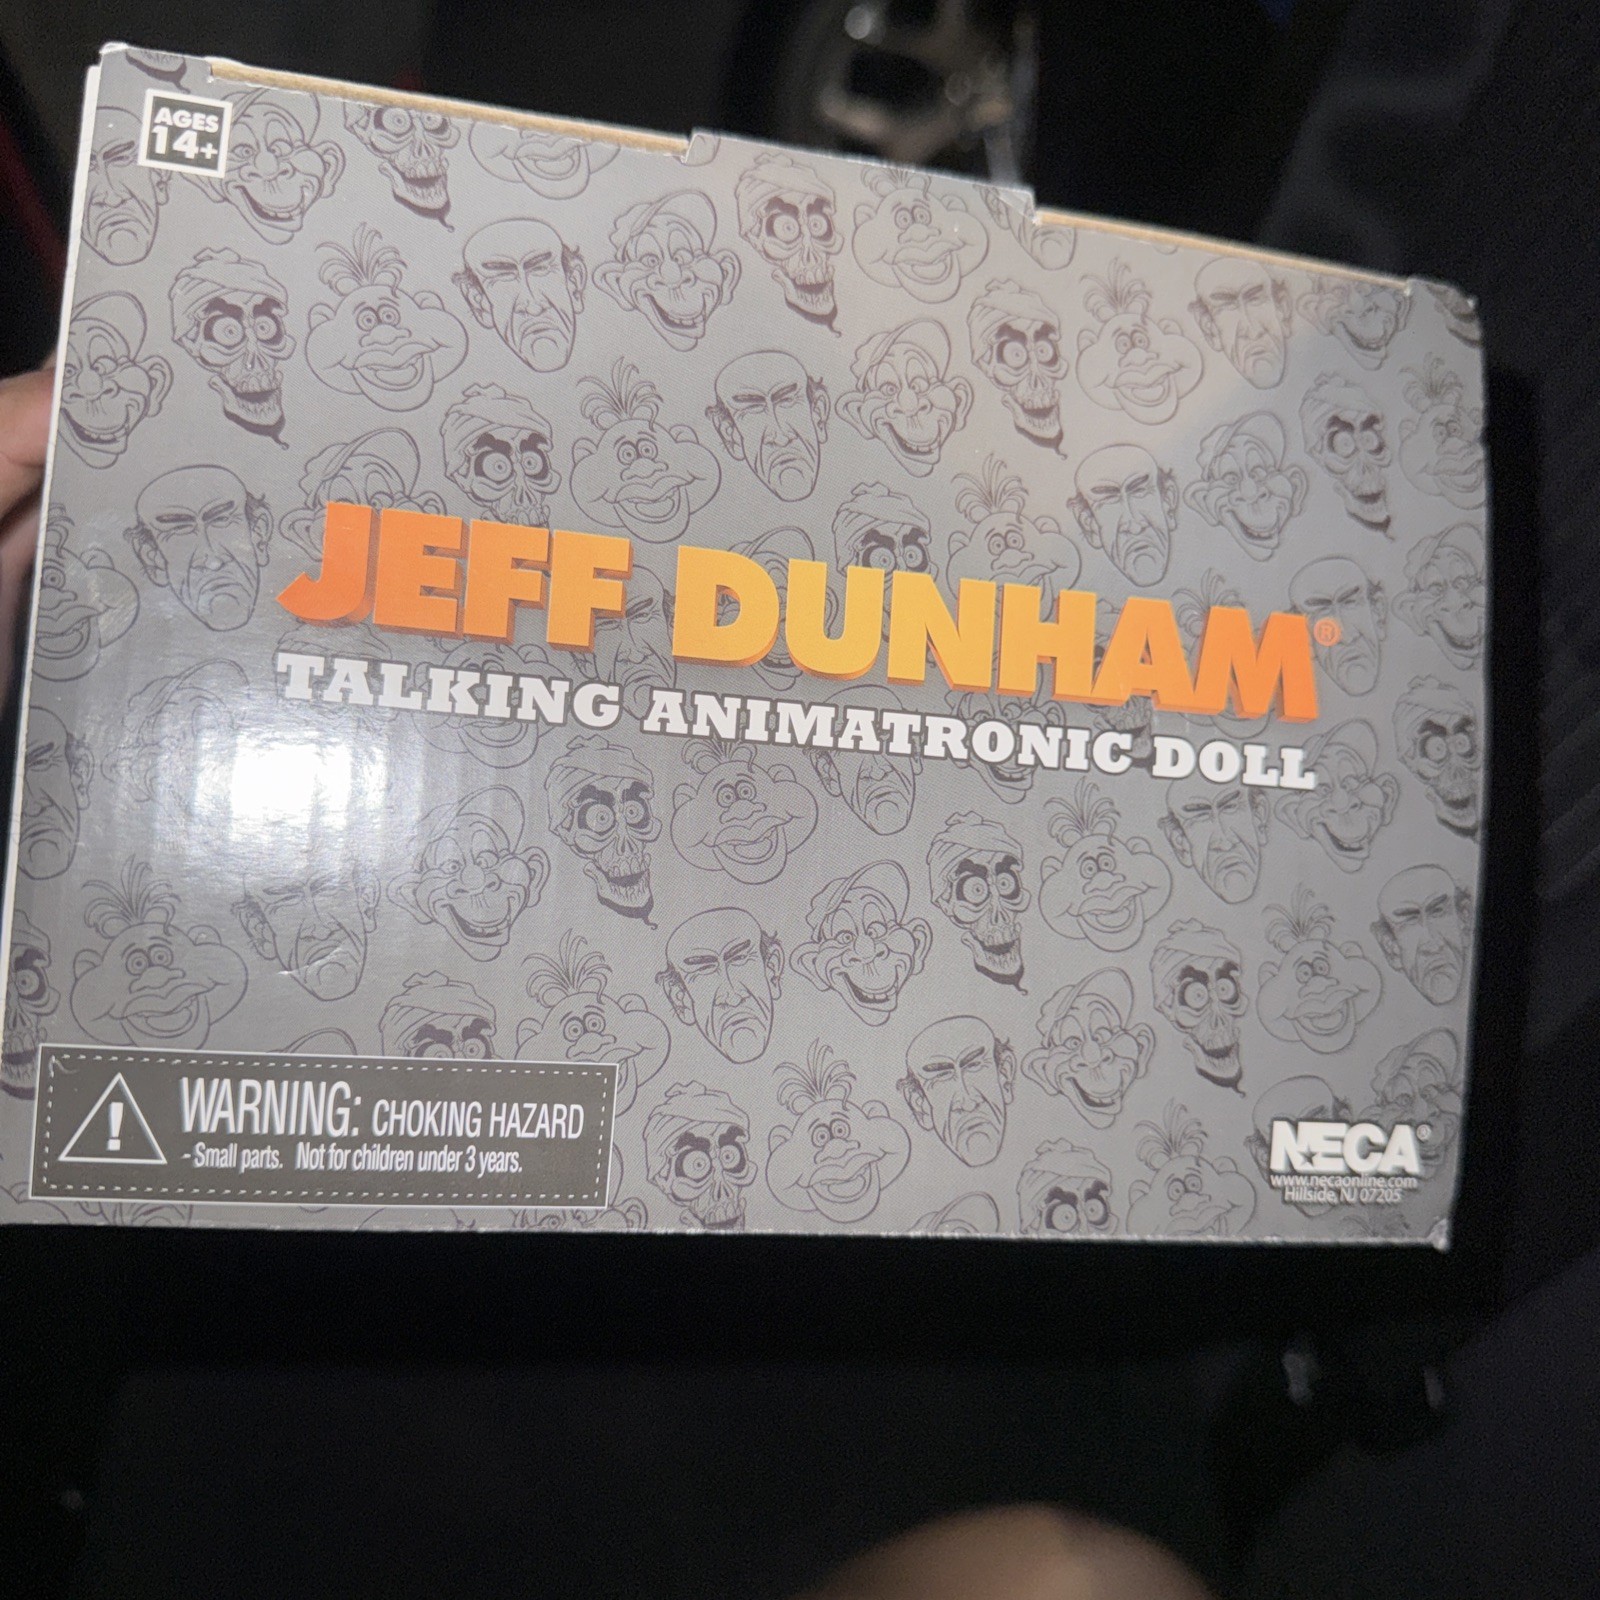 AGES
14+
JEFF DUNHAM®
TALKING ANIMATRONIC DOLL
WARNING: CHOKING HAZARD
- Small parts. Not for children under 3 years.
NECA®
www.necaonline.com
Hillside, NJ 07205